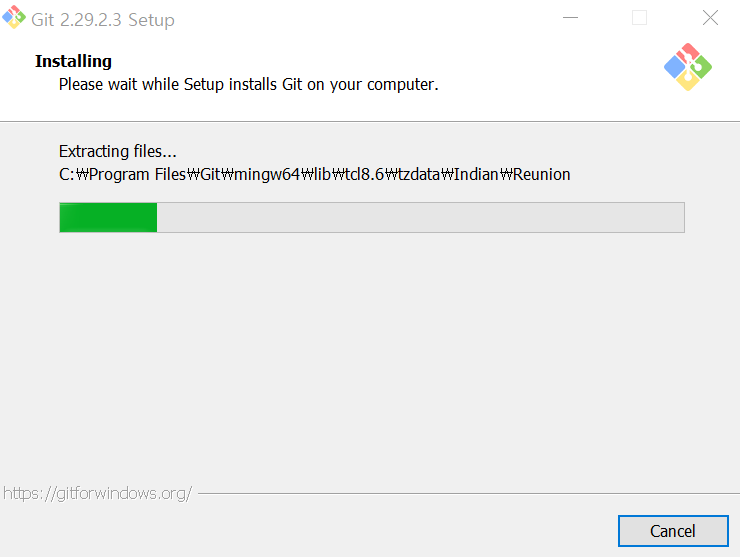 Git 2.29.2.3 Setup
Installing
Please wait while Setup installs Git on your computer.
Extracting files...
C:₩Program Files₩Git₩mingw64₩lib₩tcl8.6₩tzdata₩Indian₩Reunion
https://gitforwindows.org/
Cancel